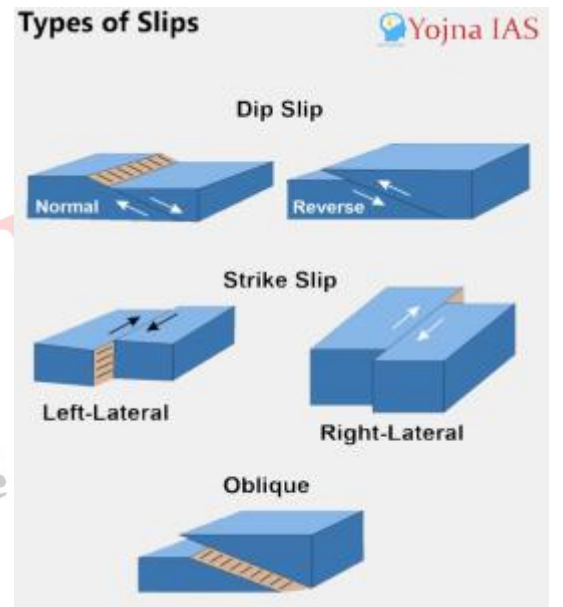 Types of Slips
Yojna IAS
Dip Slip
Normal
Reverse
Strike Slip
Left-Lateral
Right-Lateral
Oblique
e